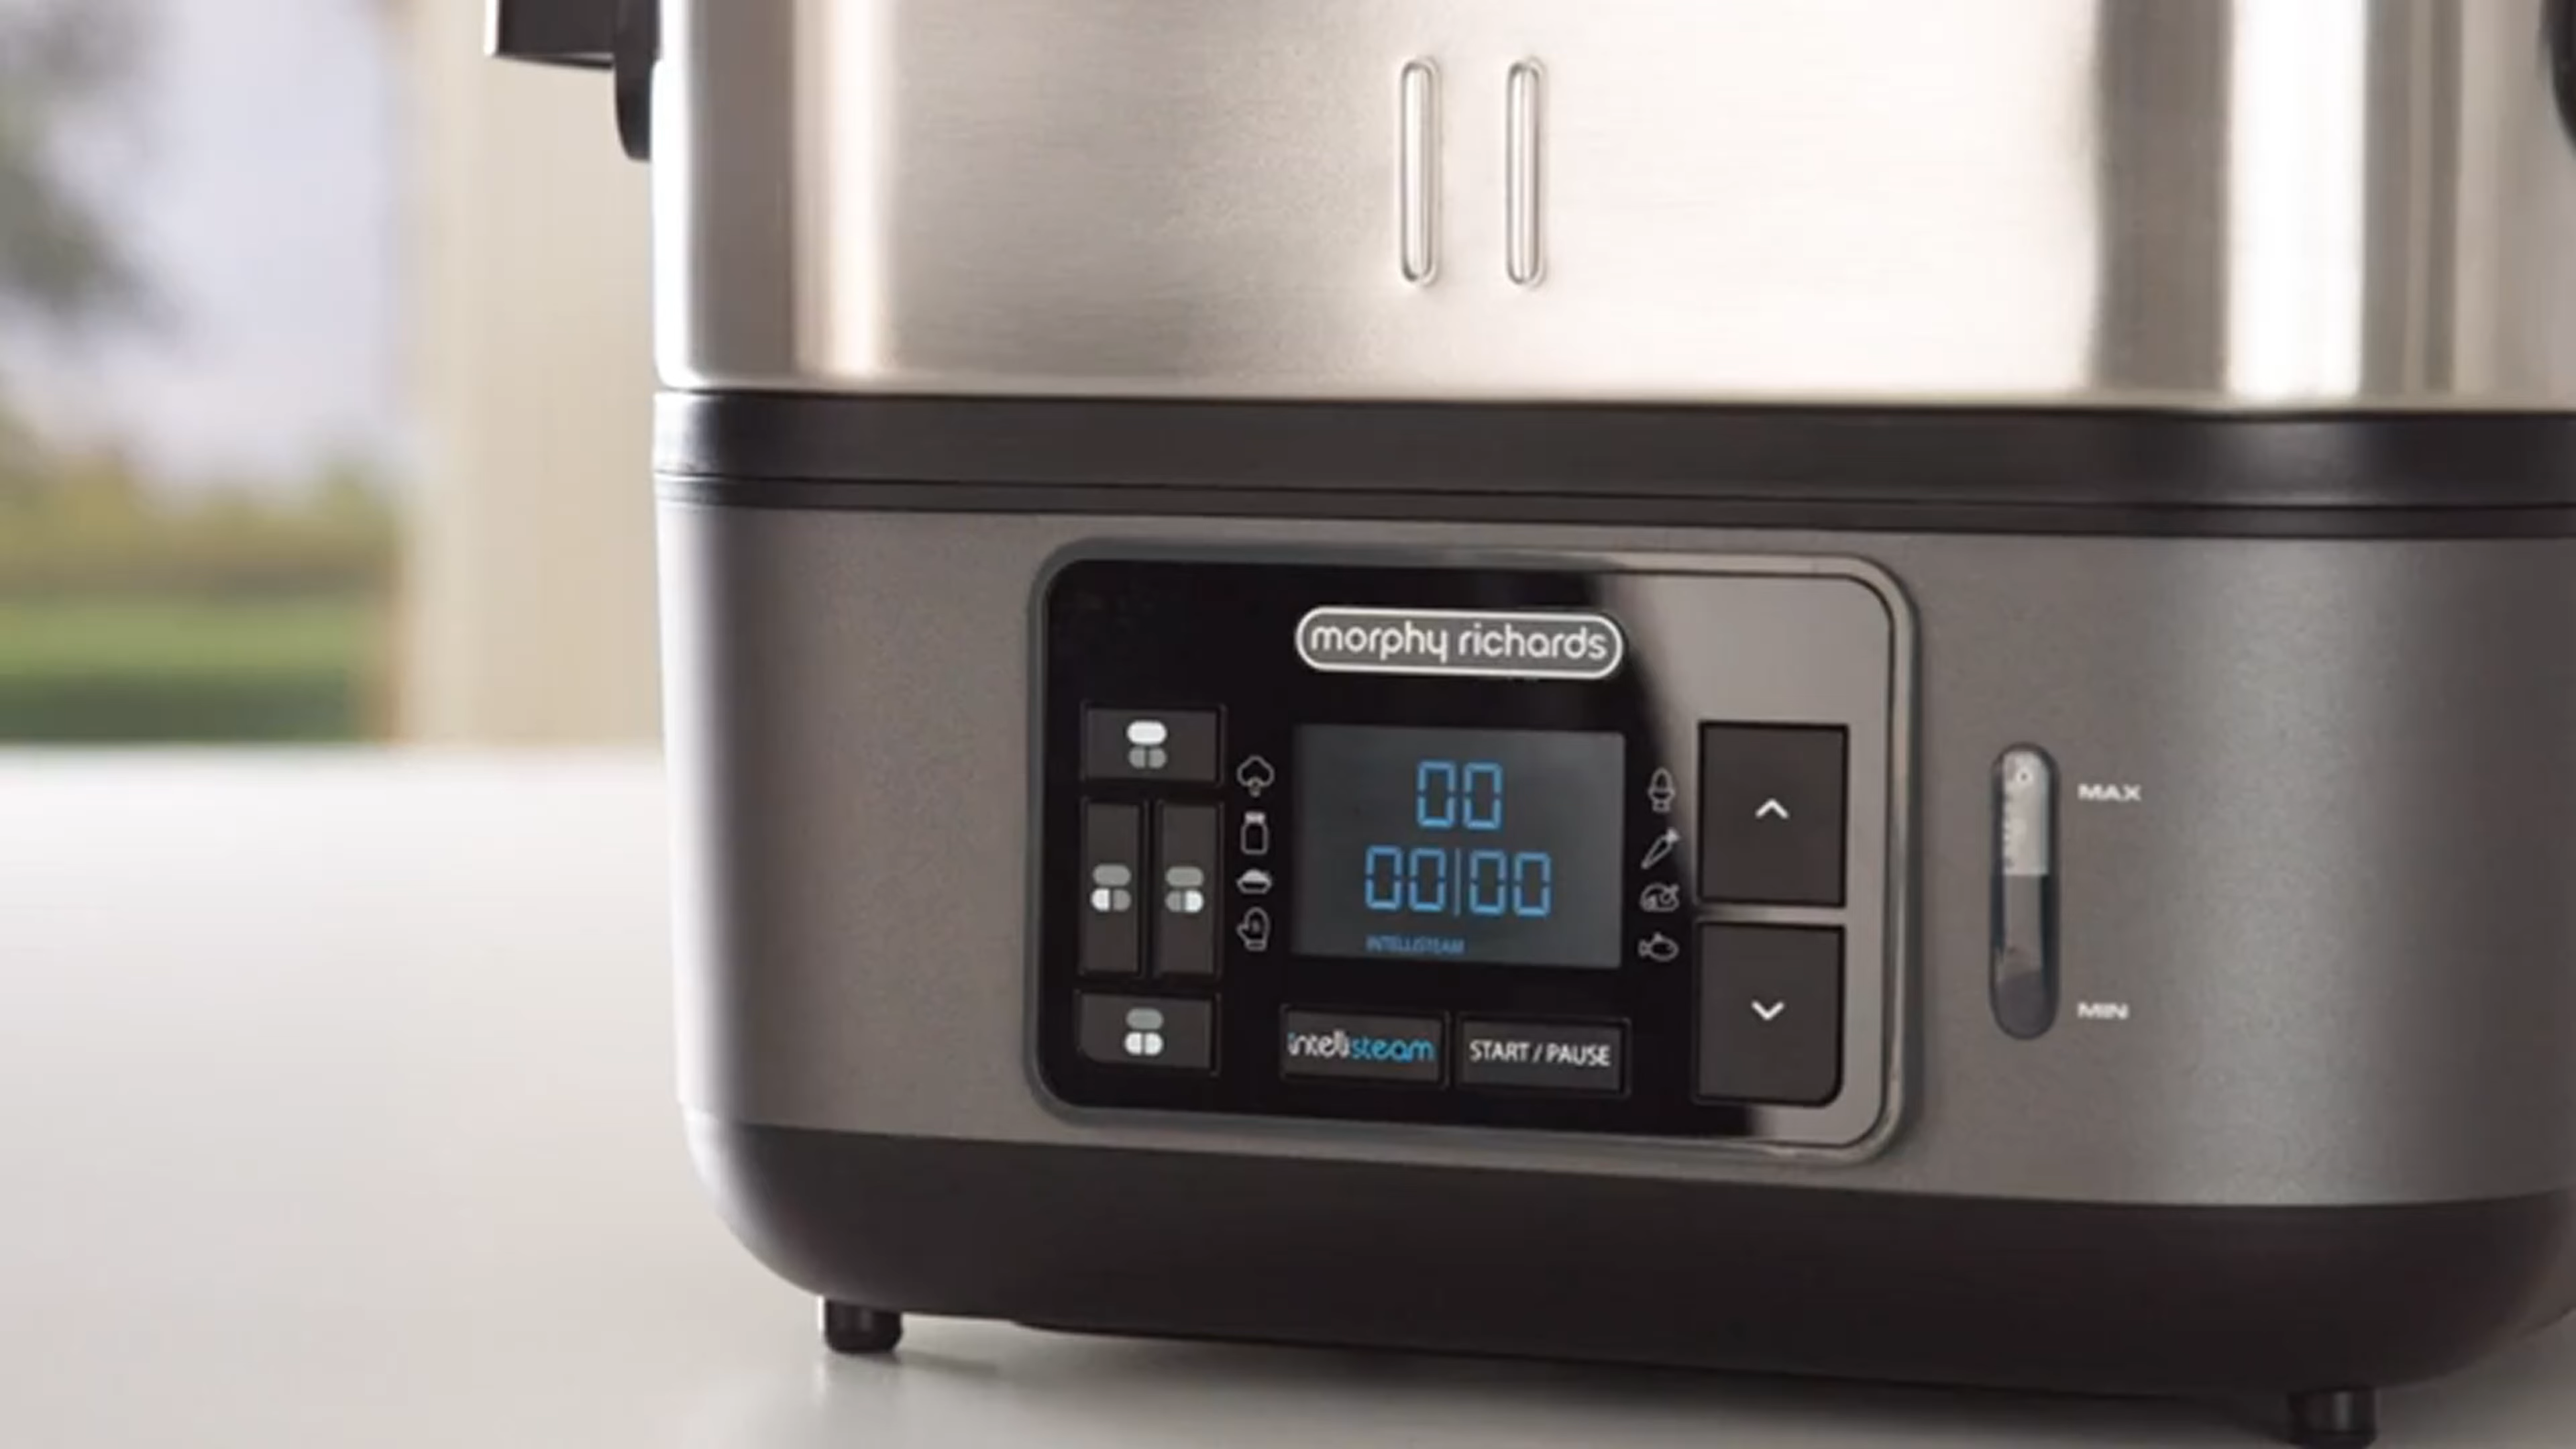 morphy richards
00
00|00
INTELLISTEAM
intellisteam
START / PAUSE
MAX
MIN